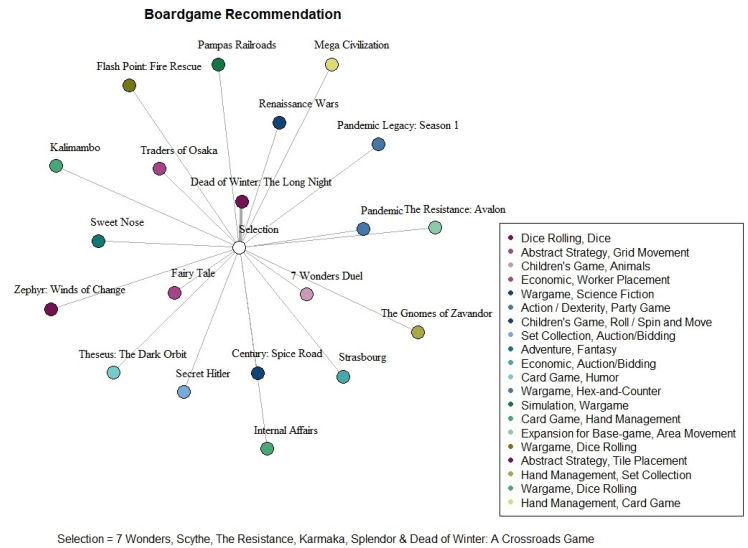 Boardgame Recommendation
Pampas Railroads
Mega Civilization
Flash Point: Fire Rescue
Renaissance Wars
Pandemic Legacy: Season 1
Kalimambo
Traders of Osaka
Dead of Winter: The Long Night
Pandemic
The Resistance: Avalon
Sweet Nose
Selection
Fairy Tale
7 Wonders Duel
Zephyr: Winds of Change
The Gnomes of Zavandor
Theseus: The Dark Orbit
Century: Spice Road
Strasbourg
Secret Hitler
Internal Affairs
Dice Rolling, Dice
Abstract Strategy, Grid Movement
Children's Game, Animals
Economic, Worker Placement
Wargame, Science Fiction
Action / Dexterity, Party Game
Children's Game, Roll / Spin and Move
Set Collection, Auction/Bidding
Adventure, Fantasy
Economic, Auction/Bidding
Card Game, Humor
Wargame, Hex-and-Counter
Simulation, Wargame
Card Game, Hand Management
Expansion for Base-game, Area Movement
Wargame, Dice Rolling
Abstract Strategy, Tile Placement
Hand Management, Set Collection
Wargame, Dice Rolling
Hand Management, Card Game
Selection = 7 Wonders, Scythe, The Resistance, Karmaka, Splendor & Dead of Winter: A Crossroads Game